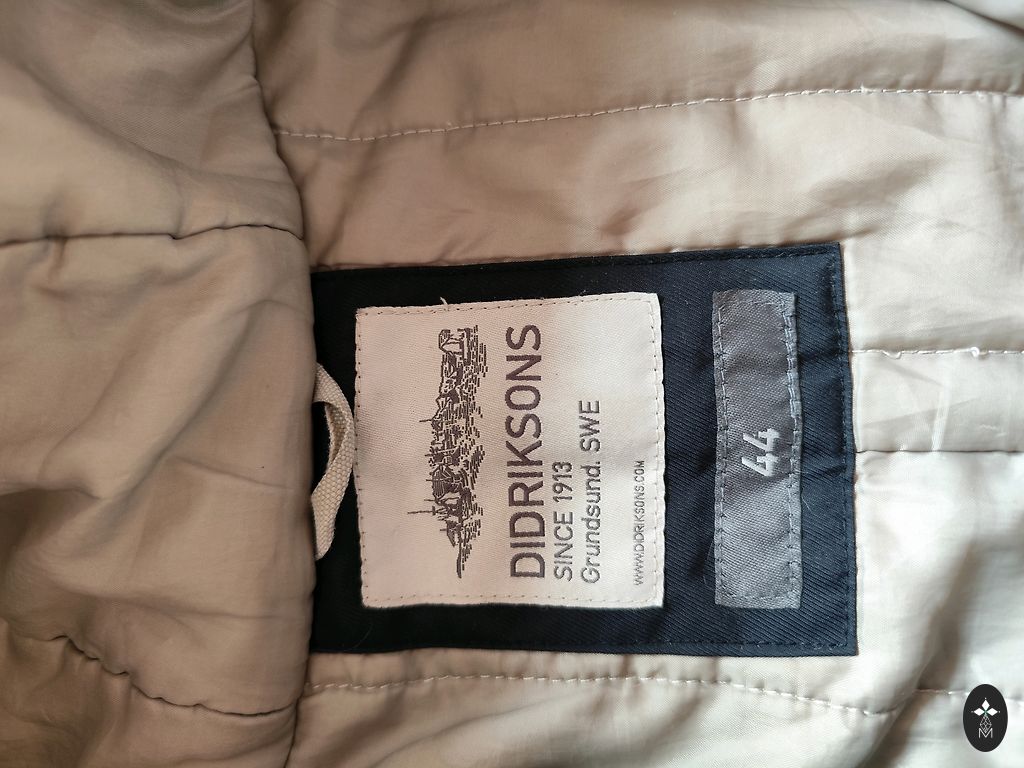 DIDRIKSONS
SINCE 1913
Grundsund. SWE
WWW.DIDRIKSONS.COM
44
M